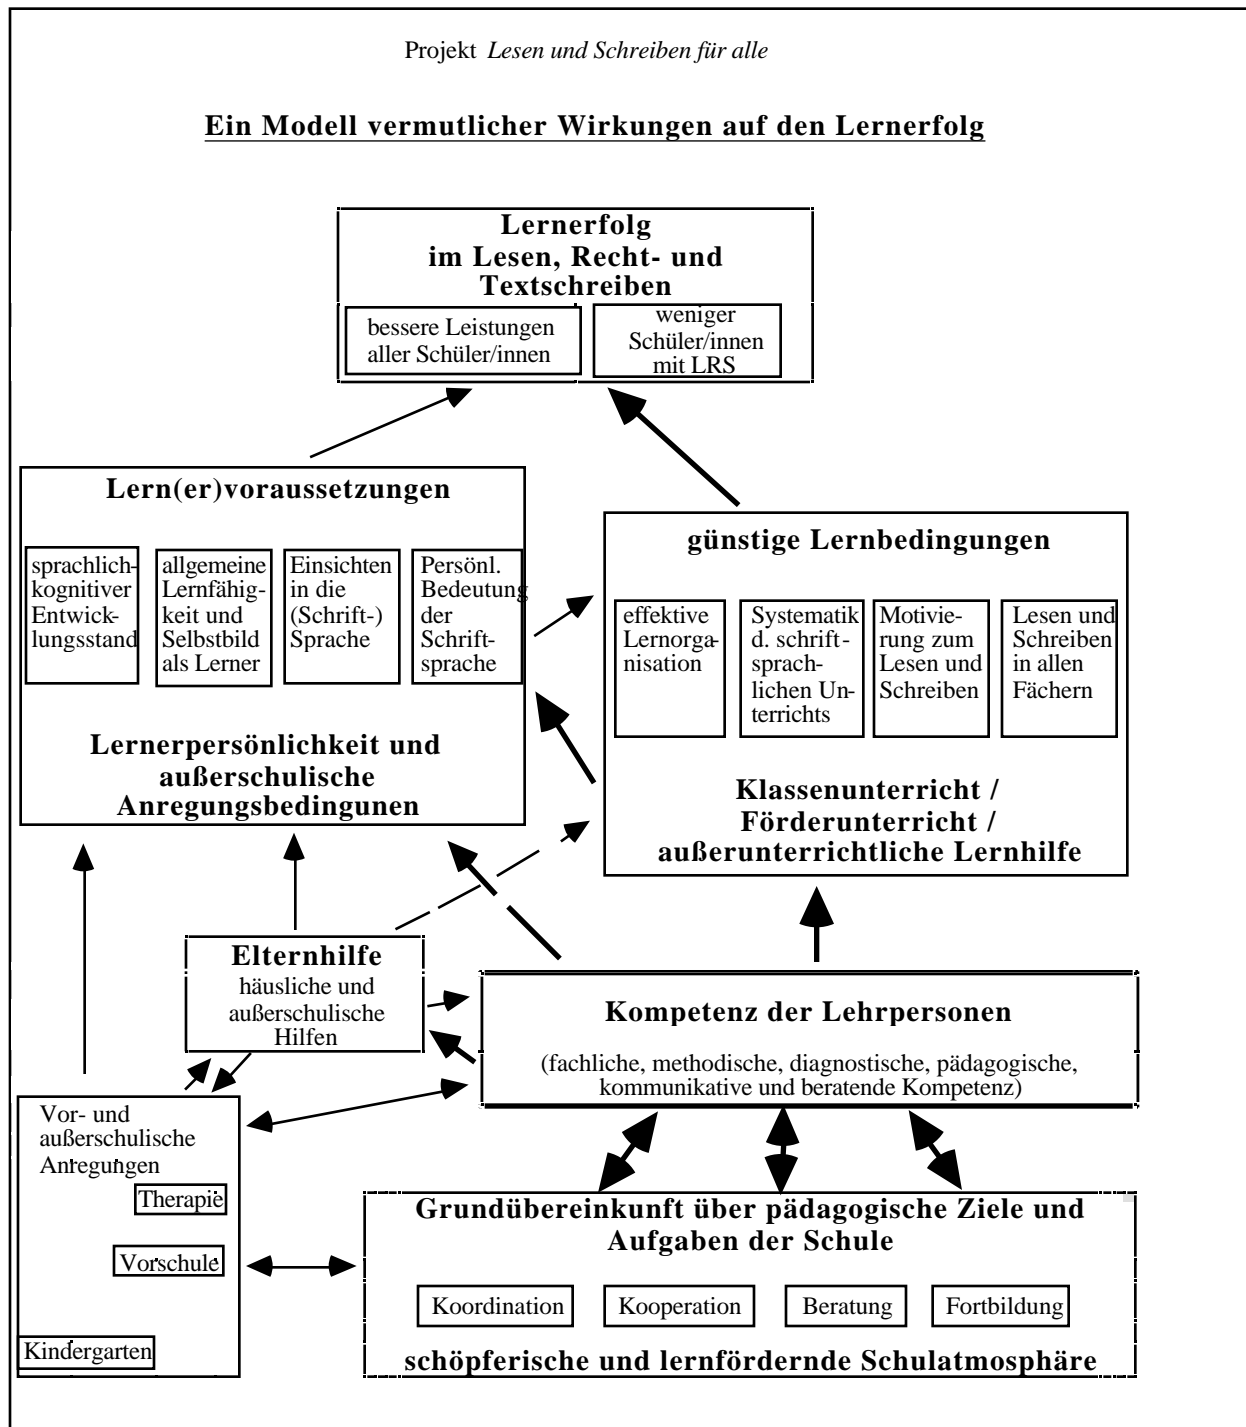 Projekt Lesen und Schreiben für alle
Ein Modell vermutlicher Wirkungen auf den Lernerfolg
Lernerfolg
im Lesen, Recht- und
Textschreiben
bessere Leistungen
aller Schüler/innen
weniger
Schüler/innen
mit LRS
Lern(er)voraussetzungen
sprachlich-
kognitiver
Entwick-
lungsstand
allgemeine
Lernfähig-
keit und
Selbstbild
als Lerner
Einsichten
in die
(Schrift-)
Sprache
Persönl.
Bedeutung
der
Schrift-
sprache
Lernerpersönlichkeit und
außerschulische
Anregungsbedingunen
günstige Lernbedingungen
effektive
Lernorga-
nisation
Systematik
d. schrift-
sprach-
lichen Un-
terrichts
Motivie-
rung zum
Lesen und
Schreiben
Lesen und
Schreiben
in allen
Fächern
Klassenunterricht /
Förderunterricht /
außerunterrichtliche Lernhilfe
Elternhilfe
häusliche und
außerschulische
Hilfen
Kompetenz der Lehrpersonen
(fachliche, methodische, diagnostische, pädagogische,
kommunikative und beratende Kompetenz)
Vor- und
außerschulische
Anregungen
Therapie
Vorschule
Kindergarten
Grundübereinkunft über pädagogische Ziele und
Aufgaben der Schule
Koordination
Kooperation
Beratung
Fortbildung
schöpferische und lernfördernde Schulatmosphäre